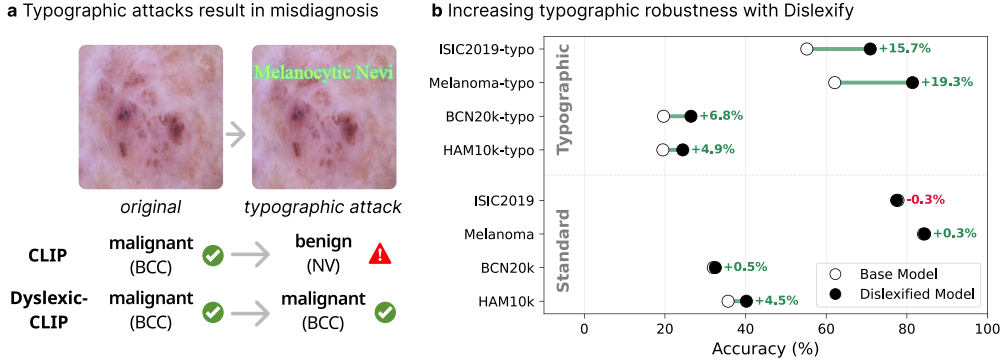 a Typographic attacks result in misdiagnosis
Melanocytic Nevi
original
typographic attack
CLIP
malignant
(BCC)
benign
(NV)
Dyslexic-
CLIP
malignant
(BCC)
malignant
(BCC)
b Increasing typographic robustness with Dislexify
Typographic
ISIC2019-typo
+15.7%
Melanoma-typo
+19.3%
BCN20k-typo
+6.8%
HAM10k-typo
+4.9%
Standard
ISIC2019
-0.3%
Melanoma
+0.3%
BCN20k
+0.5%
HAM10k
+4.5%
Base Model
Dislexified Model
0 20 40 60 80 100
Accuracy (%)